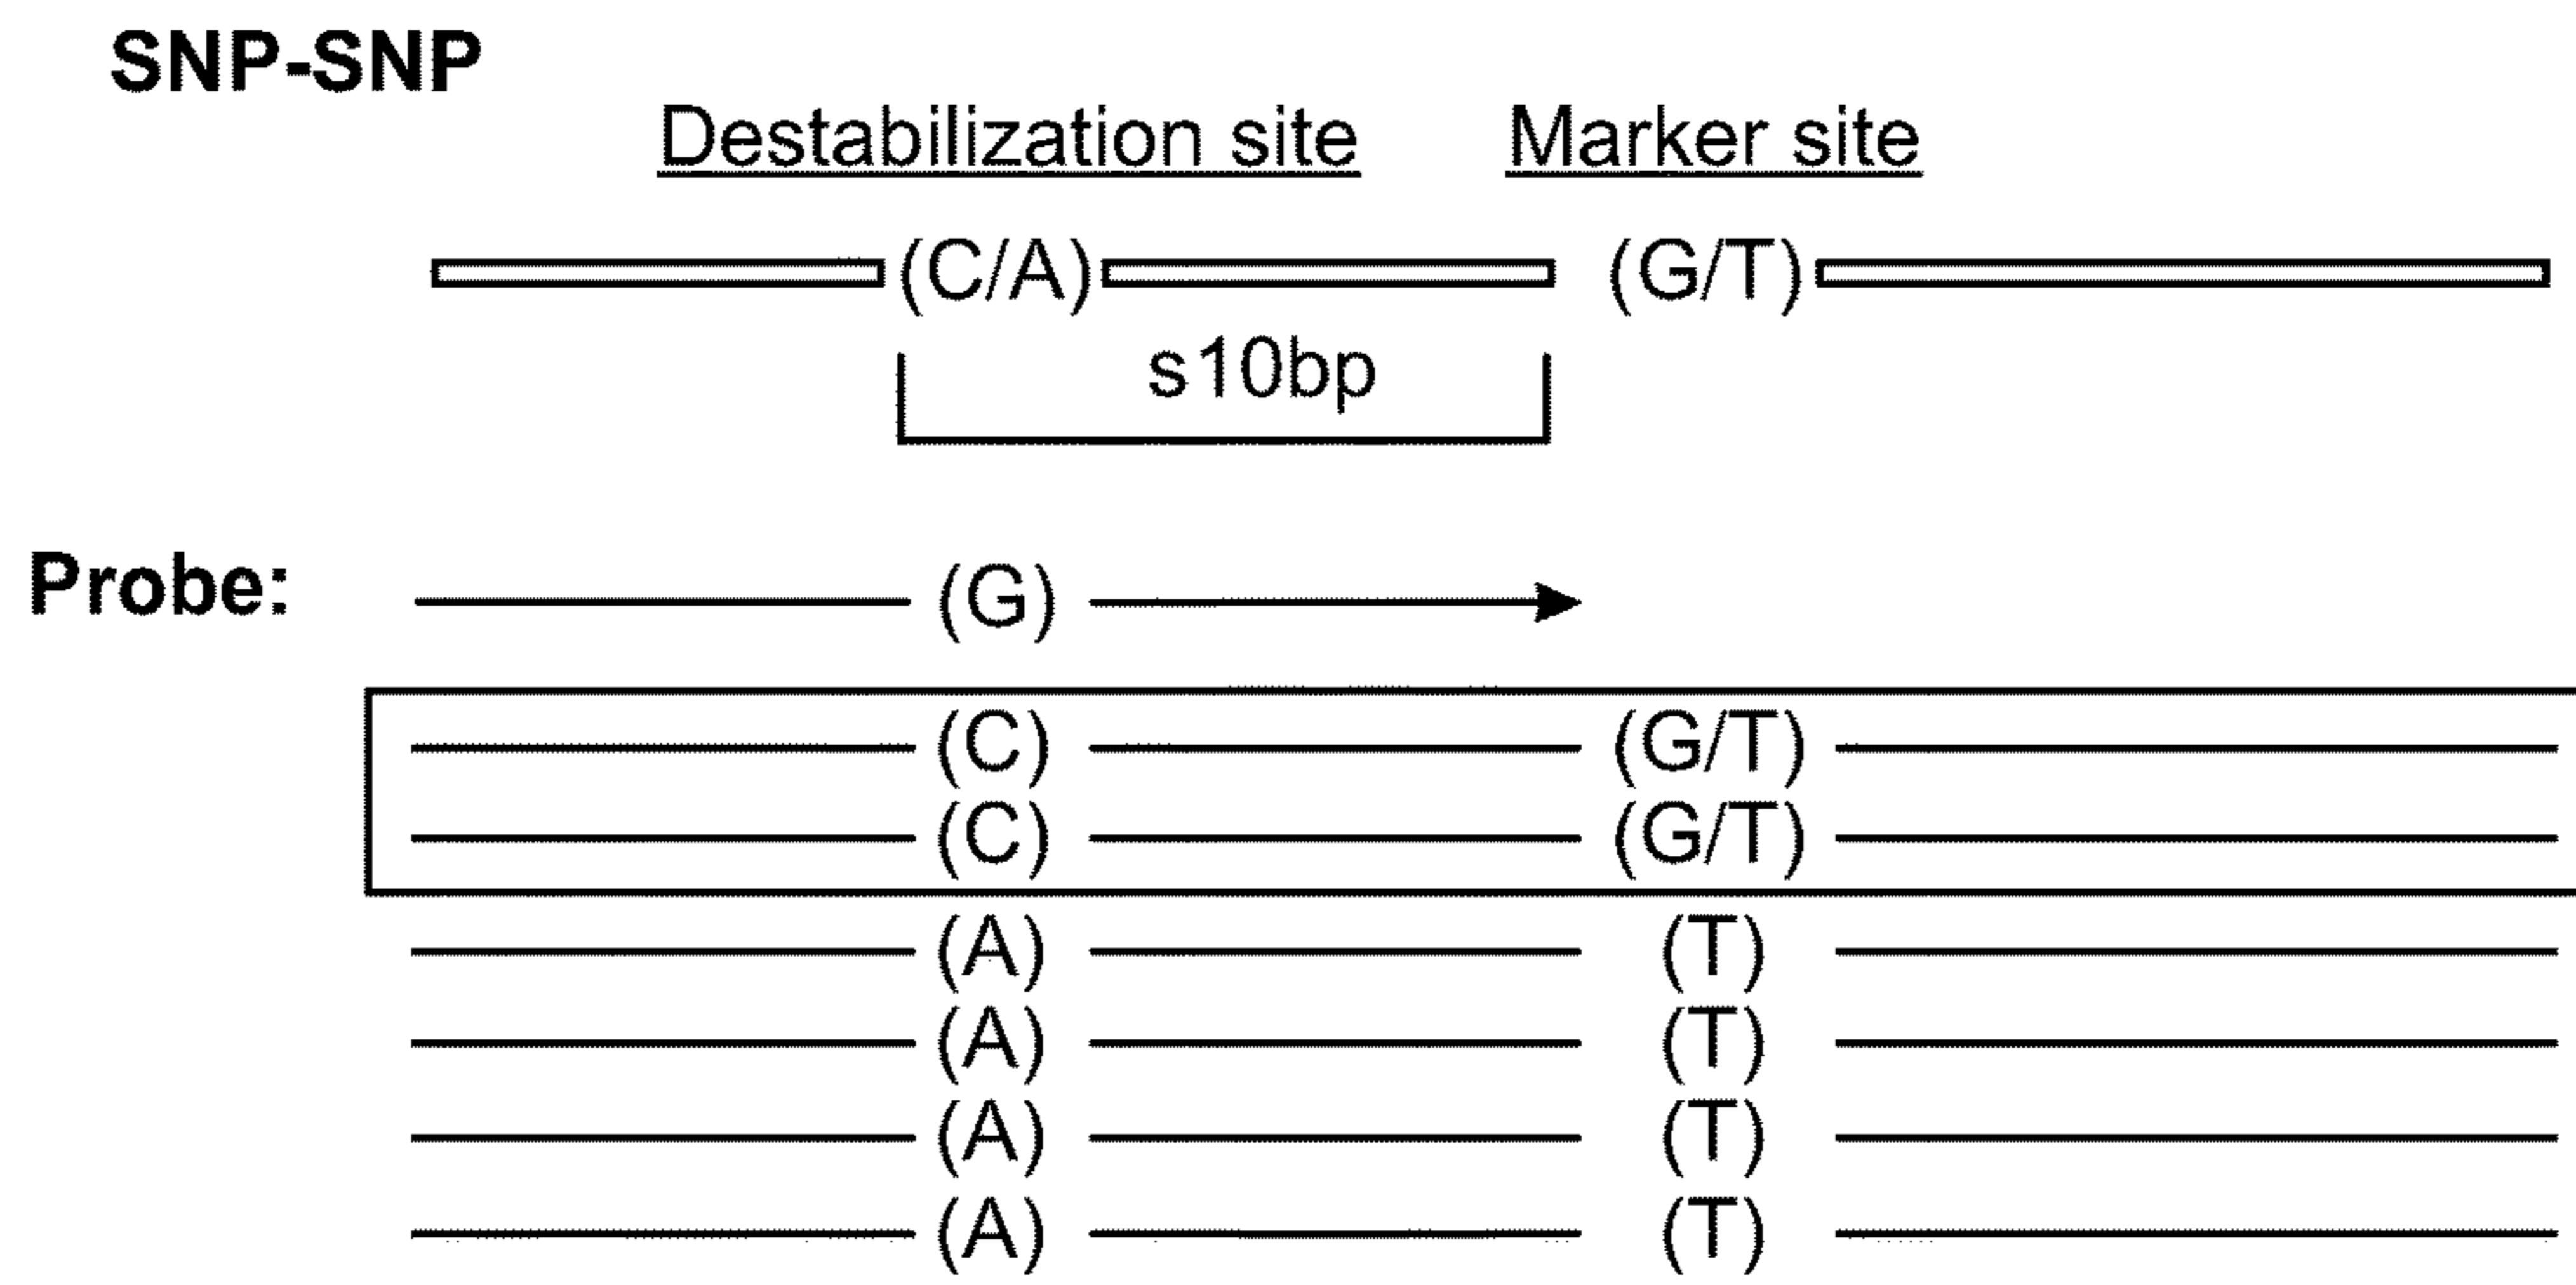 SNP-SNP
Destabilization site Marker site
(C/A) (G/T)
s10bp
Probe: (G)
(C) (G/T)
(C) (G/T)
(A) (T)
(A) (T)
(A) (T)
(A) (T)